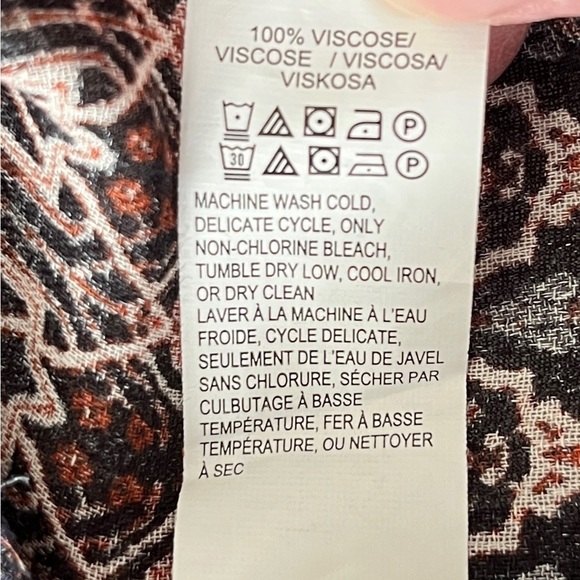 100% VISCOSE/
VISCOSE / VISCOSA/
VISKOSA
P
30 P
MACHINE WASH COLD,
DELICATE CYCLE, ONLY
NON-CHLORINE BLEACH,
TUMBLE DRY LOW, COOL IRON,
OR DRY CLEAN
LAVER À LA MACHINE À L'EAU
FROIDE, CYCLE DELICATE,
SEULEMENT DE L'EAU DE JAVEL
SANS CHLORURE, SÉCHER PAR
CULBUTAGE À BASSE
TEMPÉRATURE, FER À BASSE
TEMPÉRATURE, OU NETTOYER
À SEC